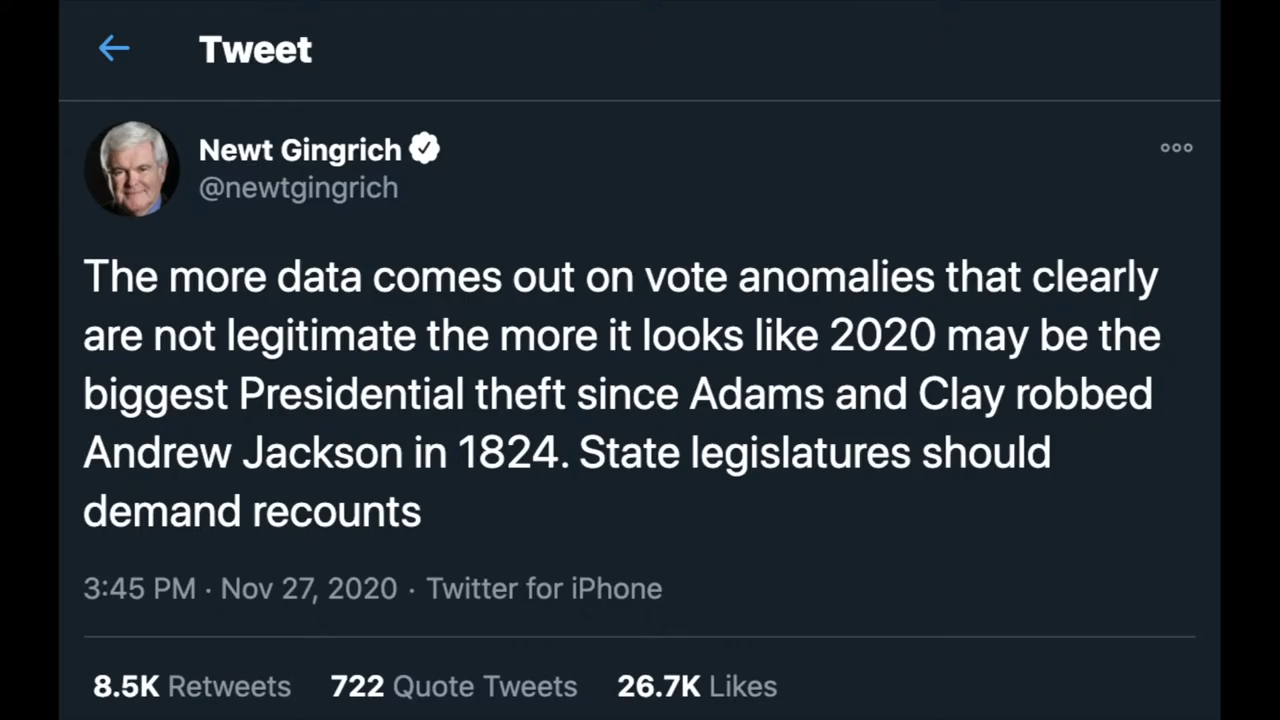 Tweet
Newt Gingrich
@newtgingrich
The more data comes out on vote anomalies that clearly
are not legitimate the more it looks like 2020 may be the
biggest Presidential theft since Adams and Clay robbed
Andrew Jackson in 1824. State legislatures should
demand recounts
3:45 PM · Nov 27, 2020 · Twitter for iPhone
8.5K Retweets 722 Quote Tweets 26.7K Likes